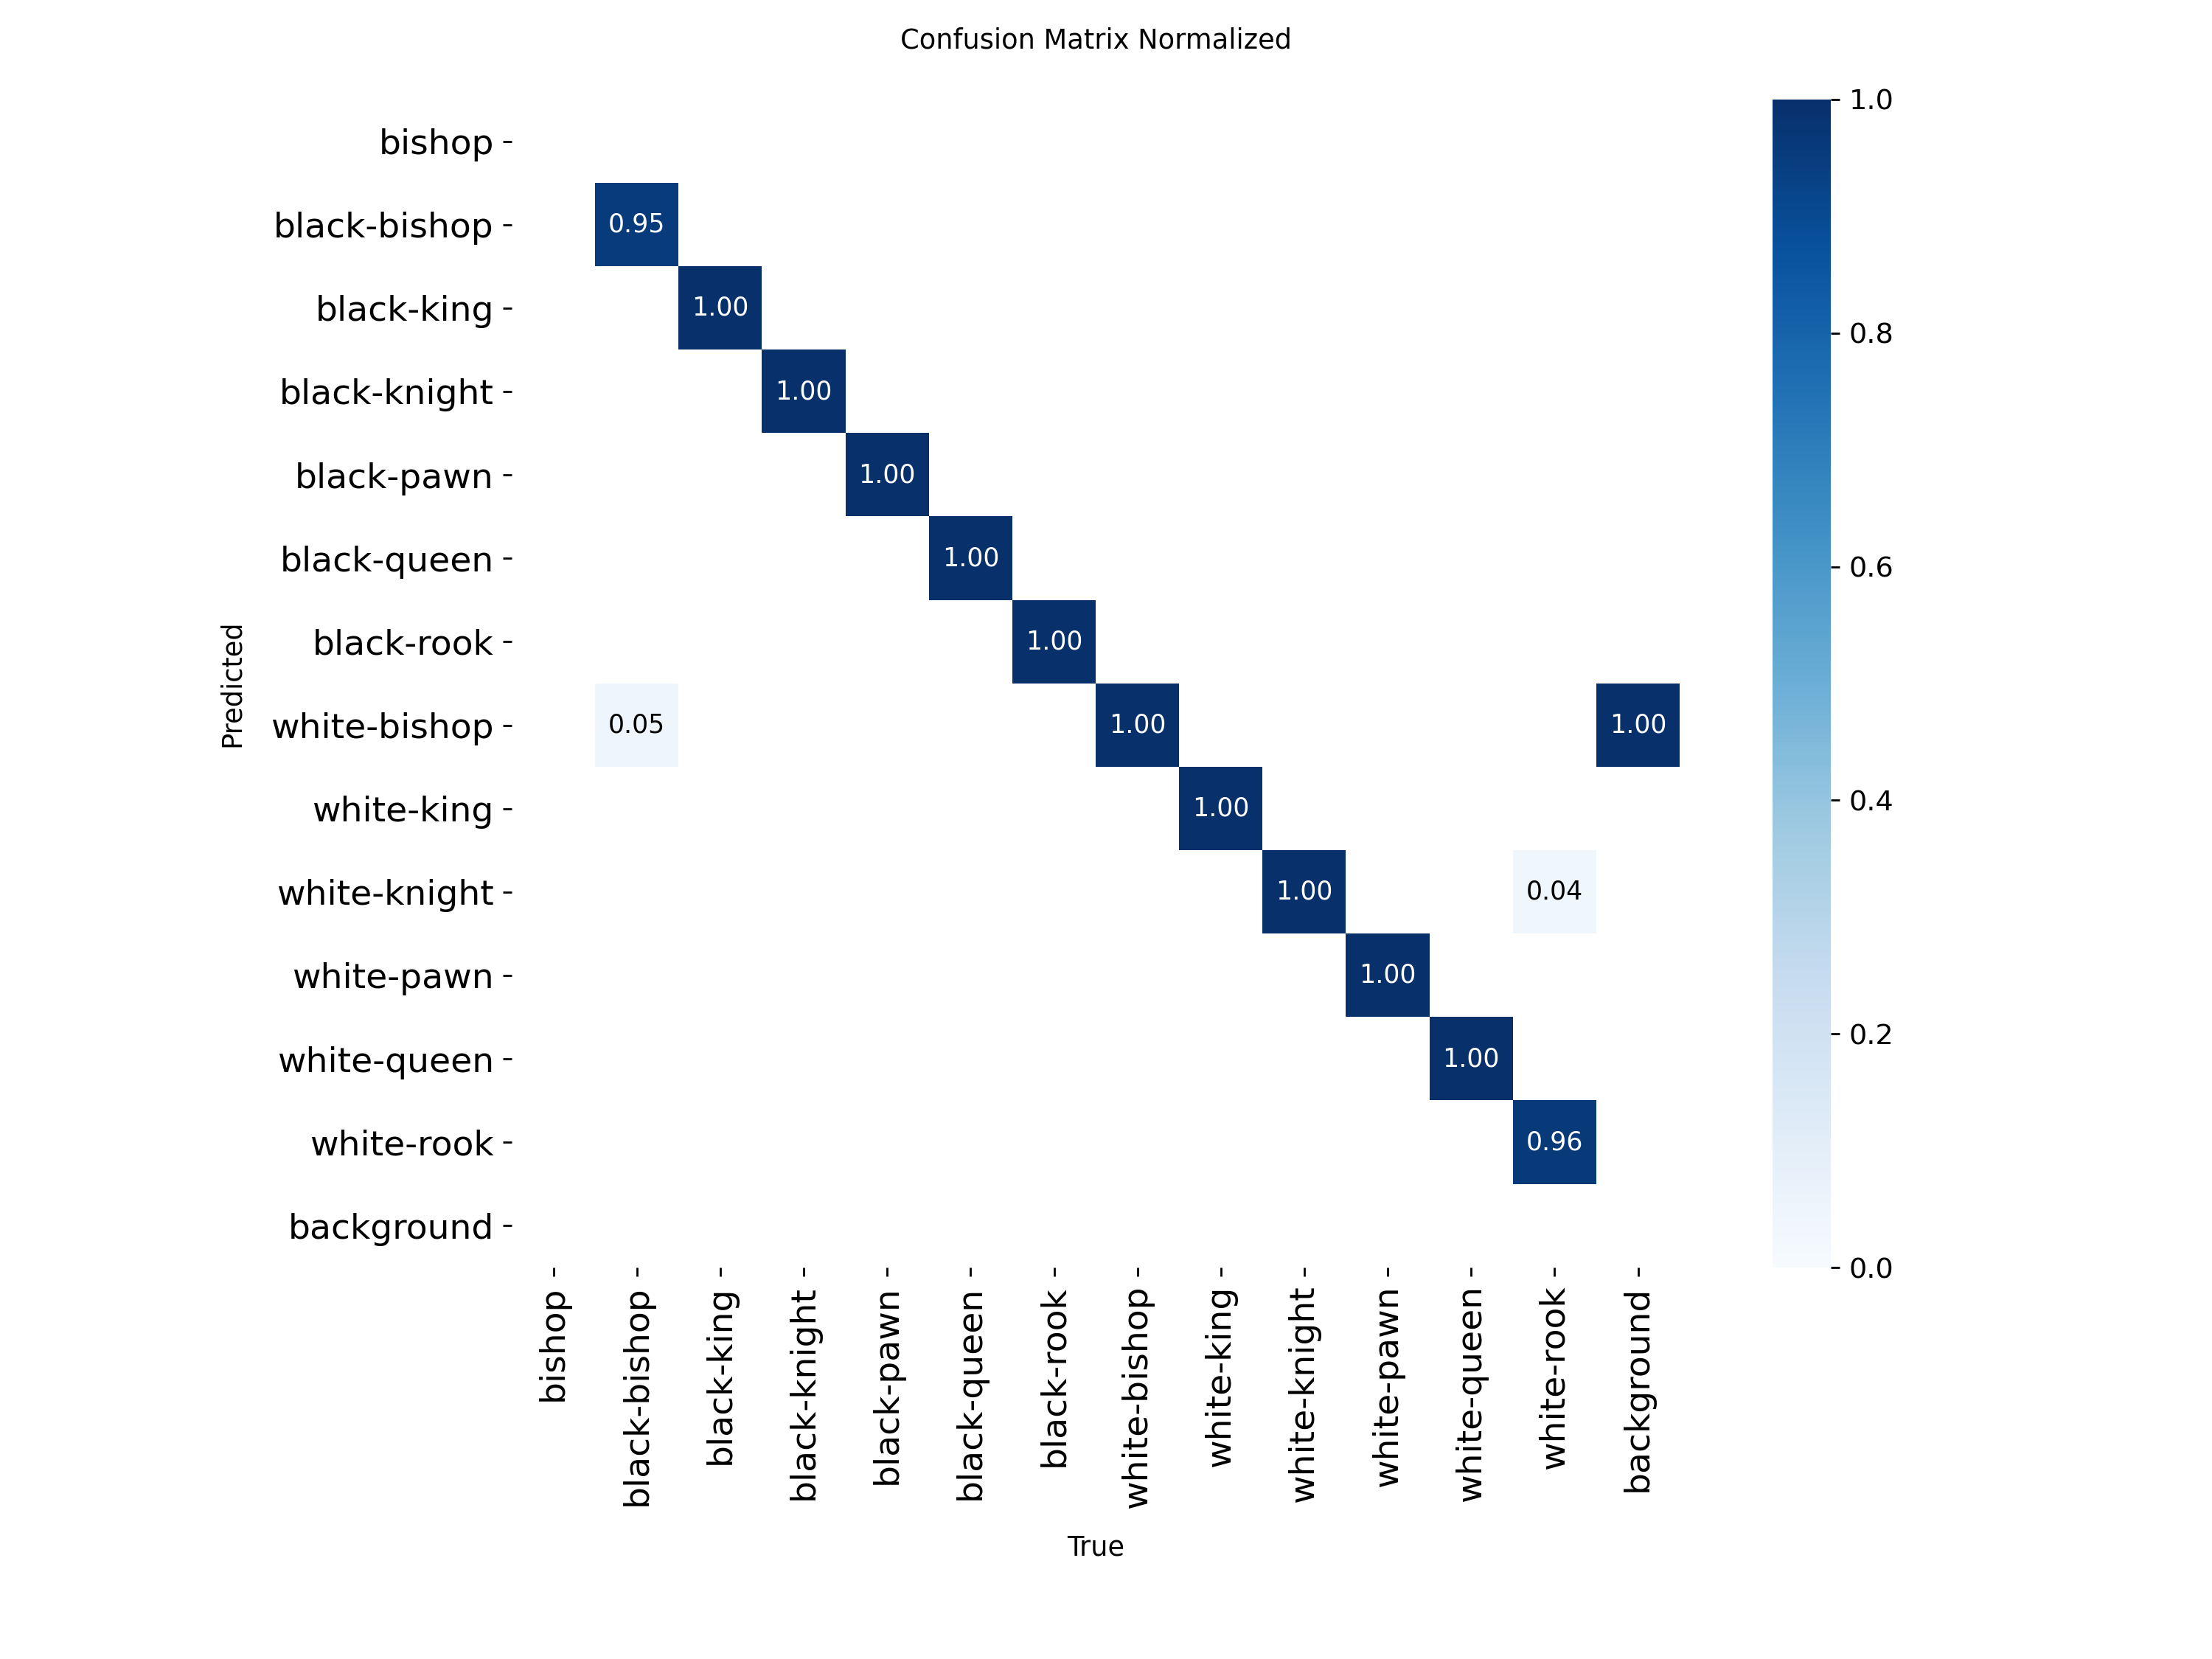 Confusion Matrix Normalized
bishop
black-bishop 0.95
black-king 1.00
black-knight 1.00
black-pawn 1.00
black-queen 1.00
black-rook 1.00
white-bishop 0.05 1.00 1.00
white-king 1.00
white-knight 1.00 0.04
white-pawn 1.00
white-queen 1.00
white-rook 0.96
background
Predicted
bishop
black-bishop
black-king
black-knight
black-pawn
black-queen
black-rook
white-bishop
white-king
white-knight
white-pawn
white-queen
white-rook
background
True
1.0
0.8
0.6
0.4
0.2
0.0